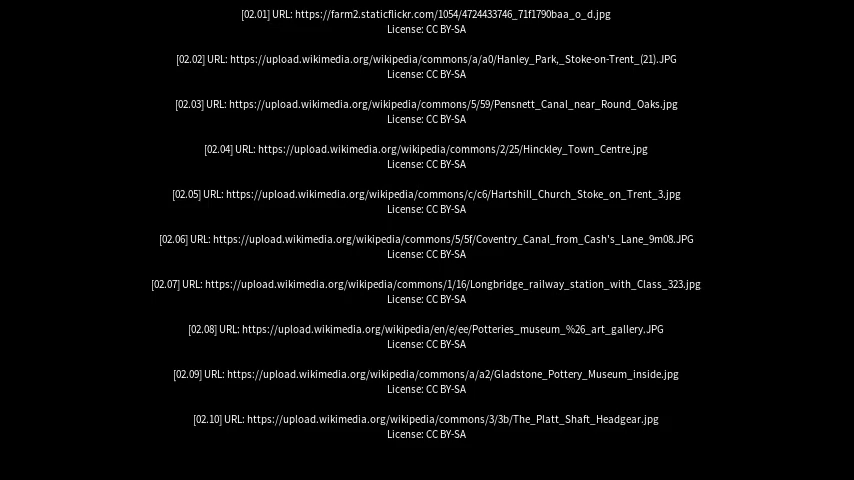 [02.01] URL: https://farm2.staticflickr.com/1054/4724433746_71f1790baa_o_d.jpg
License: CC BY-SA
[02.02] URL: https://upload.wikimedia.org/wikipedia/commons/a/a0/Hanley_Park,_Stoke-on-Trent_(21).JPG
License: CC BY-SA
[02.03] URL: https://upload.wikimedia.org/wikipedia/commons/5/59/Pensnett_Canal_near_Round_Oaks.jpg
License: CC BY-SA
[02.04] URL: https://upload.wikimedia.org/wikipedia/commons/2/25/Hinckley_Town_Centre.jpg
License: CC BY-SA
[02.05] URL: https://upload.wikimedia.org/wikipedia/commons/c/c6/Hartshill_Church_Stoke_on_Trent_3.jpg
License: CC BY-SA
[02.06] URL: https://upload.wikimedia.org/wikipedia/commons/5/5f/Coventry_Canal_from_Cash's_Lane_9m08.JPG
License: CC BY-SA
[02.07] URL: https://upload.wikimedia.org/wikipedia/commons/1/16/Longbridge_railway_station_with_Class_323.jpg
License: CC BY-SA
[02.08] URL: https://upload.wikimedia.org/wikipedia/en/e/ee/Potteries_museum_%26_art_gallery.JPG
License: CC BY-SA
[02.09] URL: https://upload.wikimedia.org/wikipedia/commons/a/a2/Gladstone_Pottery_Museum_inside.jpg
License: CC BY-SA
[02.10] URL: https://upload.wikimedia.org/wikipedia/commons/3/3b/The_Platt_Shaft_Headgear.jpg
License: CC BY-SA